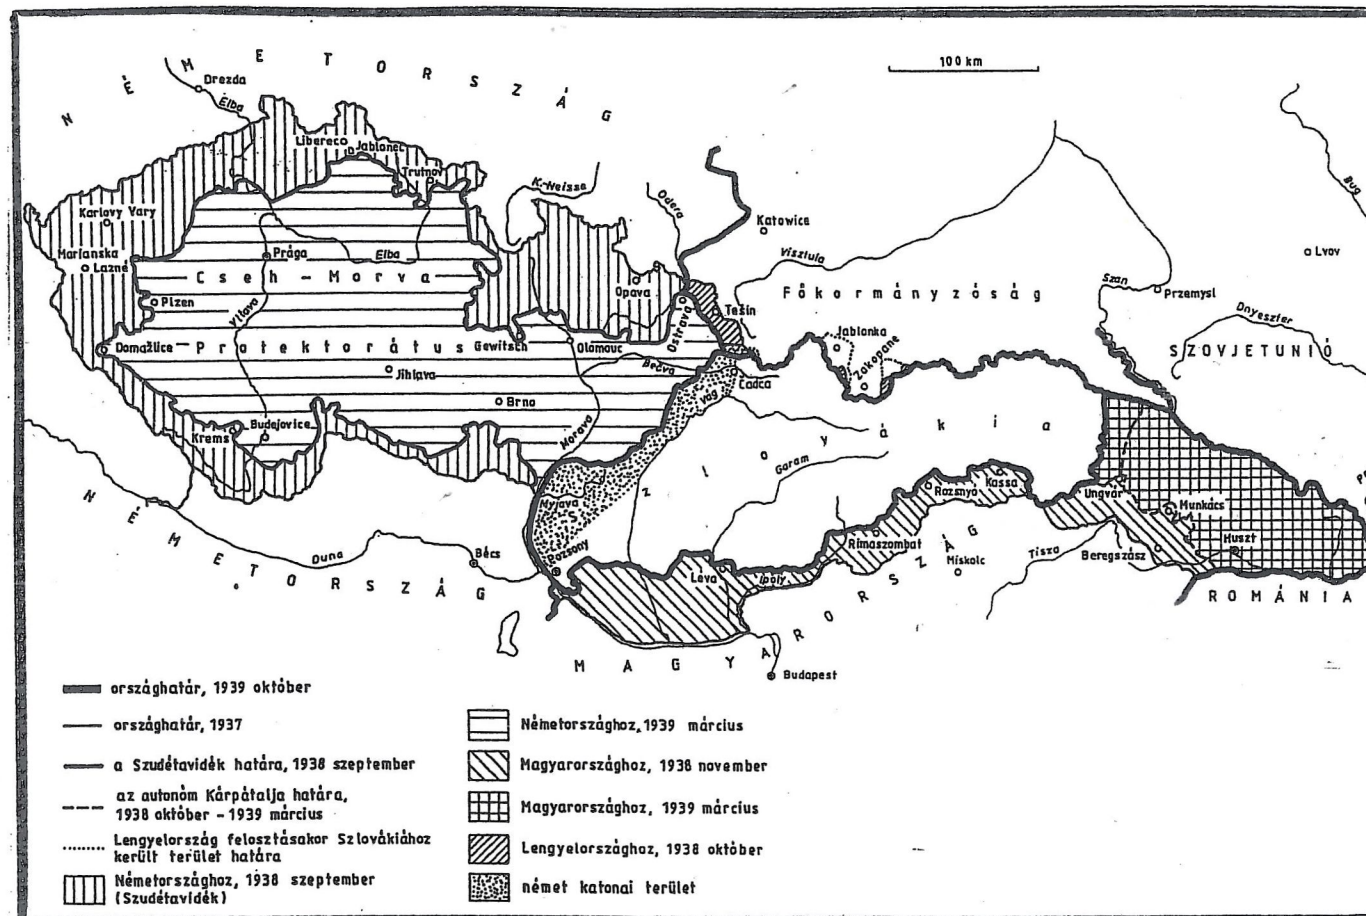 NÉMETORSZÁG
100 km
Drezda
Elba
Liberec
Jablonec
Trutnov
K.-Neissa
Odera
Katowice
Bug
Karlovy Vary
Marianska
Lazné
Prága
Elba
Visztula
Lvov
Cseh-Morva
Opava
Tešin
Főkormányzóság
Szan
Przemysl
Plzen
Vltava
Ostrava
Jablonka
Dnyeszter
Domažlice
Protektorátus
Gewitsch
Olomouc
Zakopane
SZOVJETUNIÓ
Jihlava
Bečva
Čadca
Brno
Vág
Krems
Budejovice
Morava
Szlovákia
Garam
Kassa
Rozsnyó
Ungvár
Munkács
NÉMETORSZÁG
Myjava
Rimaszombat
Huszt
Duna
Bécs
Pozsony
Miskolc
Tisza
Beregszász
Léva
Ipoly
ROMÁNIA
MAGYARORSZÁG
Budapest
országhatár, 1939 október
országhatár, 1937
a Szudétavidék határa, 1938 szeptember
az autonóm Kárpátalja határa,
1938 október – 1939 március
Lengyelország felosztásakor Szlovákiához
került terület határa
Németországhoz, 1938 szeptember
(Szudétavidék)
Németországhoz, 1939 március
Magyarországhoz, 1938 november
Magyarországhoz, 1939 március
Lengyelországhoz, 1938 október
német katonai terület